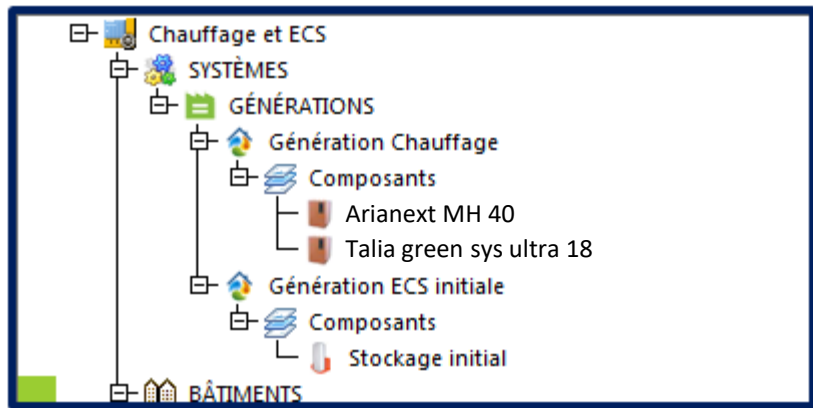 Chauffage et ECS
SYSTÈMES
GÉNÉRATIONS
Génération Chauffage
Composants
Arianext MH 40
Talia green sys ultra 18
Génération ECS initiale
Composants
Stockage initial
BÂTIMENTS